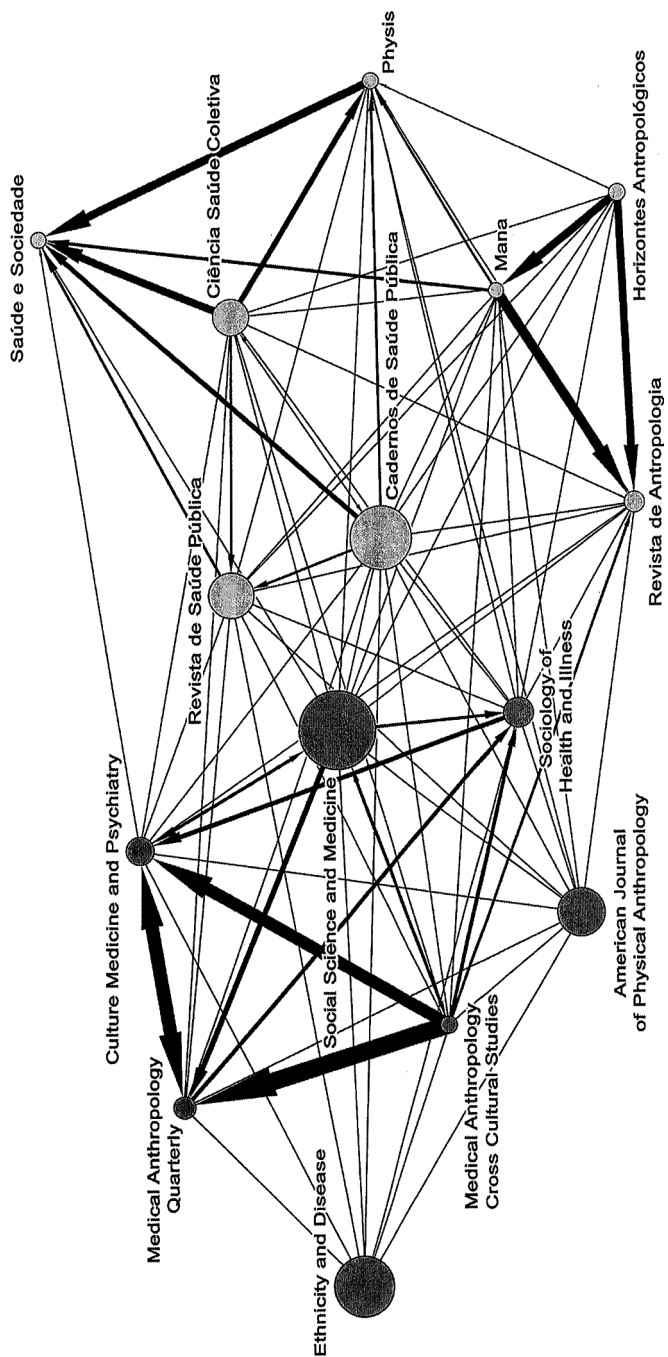 Saúde e Sociedade
Physis
Ciência Saúde Coletiva
Horizontes Antropológicos
Mana
Cadernos de Saúde Pública
Revista de Saúde Pública
Revista de Antropologia
Sociology of
Health and Illness
Social Science and Medicine
Culture Medicine and Psychiatry
American Journal
of Physical Anthropology
Medical Anthropology
Cross Cultural Studies
Medical Anthropology
Quarterly
Ethnicity and Disease